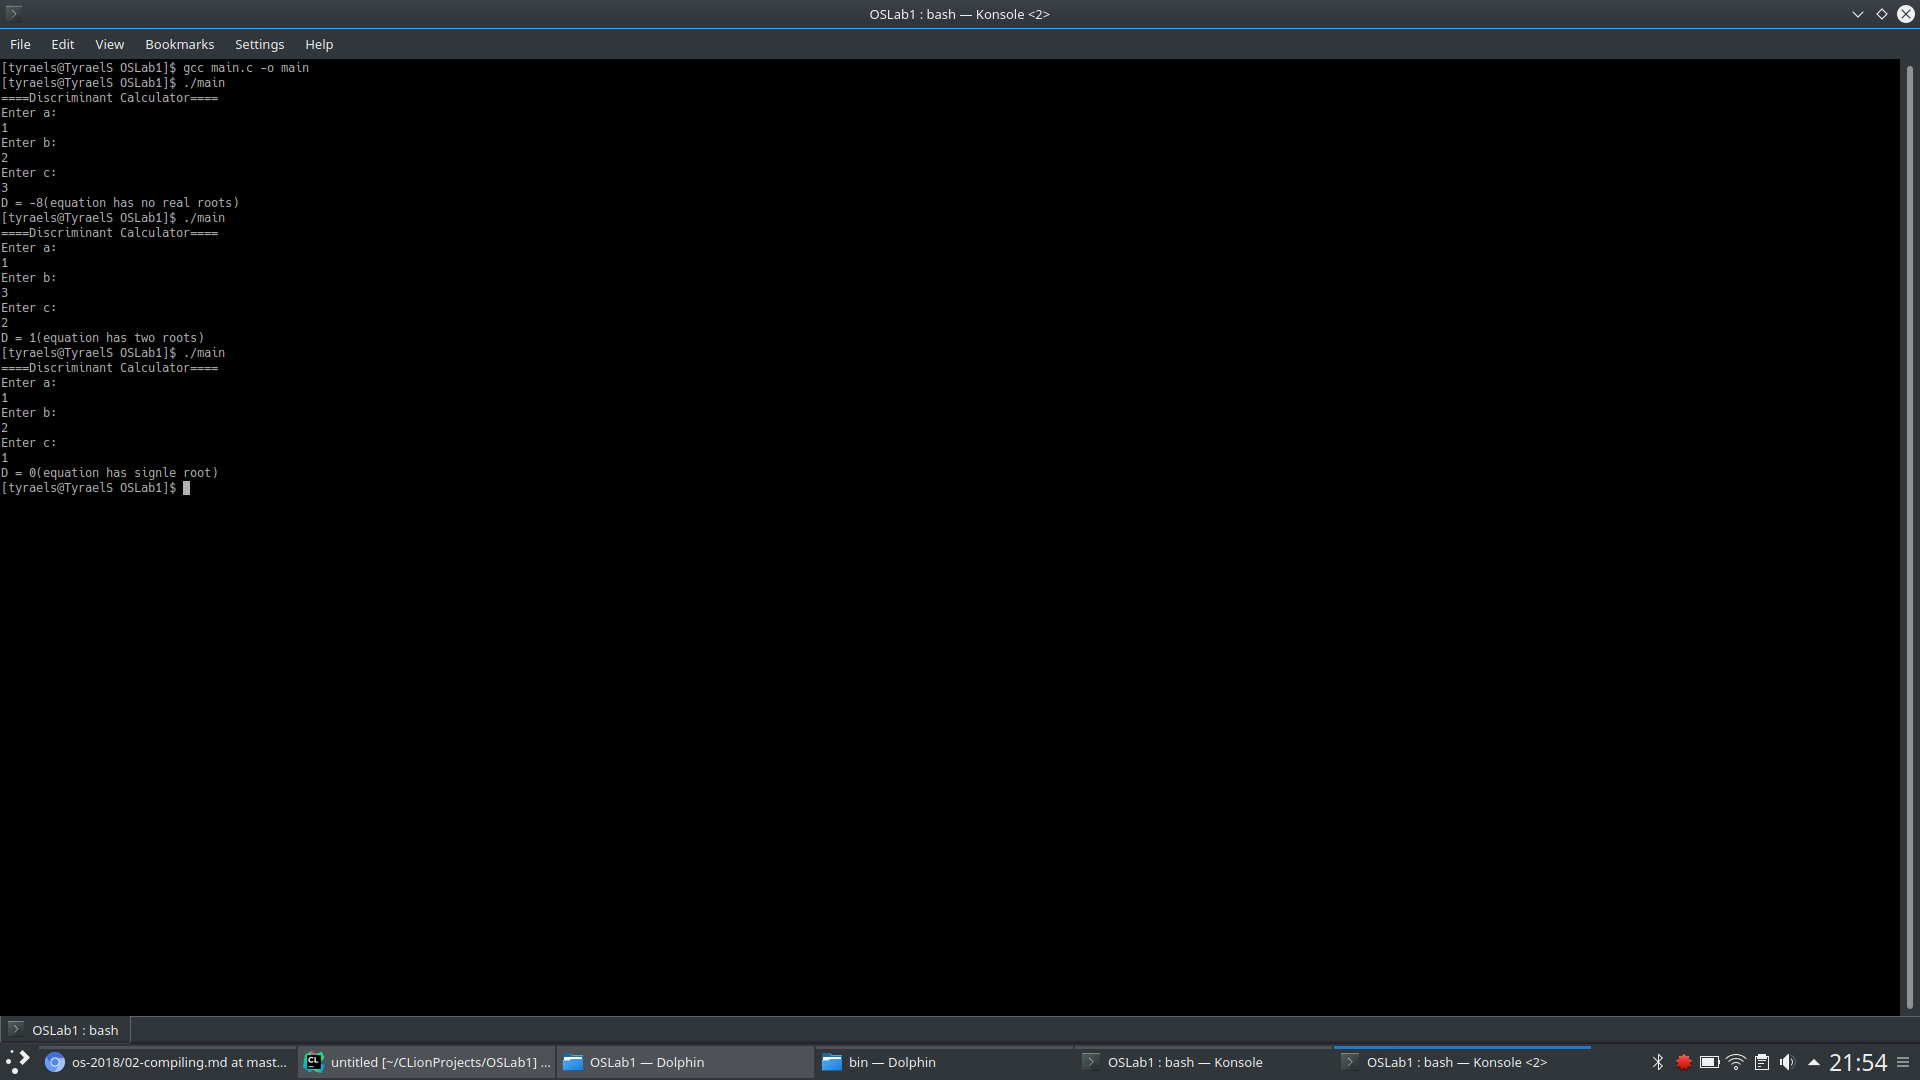 OSLab1 : bash — Konsole <2>
File Edit View Bookmarks Settings Help
[tyraels@TyraelS OSLab1]$ gcc main.c -o main
[tyraels@TyraelS OSLab1]$ ./main
====Discriminant Calculator====
Enter a:
1
Enter b:
2
Enter c:
3
D = -8(equation has no real roots)
[tyraels@TyraelS OSLab1]$ ./main
====Discriminant Calculator====
Enter a:
1
Enter b:
3
Enter c:
2
D = 1(equation has two roots)
[tyraels@TyraelS OSLab1]$ ./main
====Discriminant Calculator====
Enter a:
1
Enter b:
2
Enter c:
1
D = 0(equation has signle root)
[tyraels@TyraelS OSLab1]$
OSLab1 : bash
os-2018/02-compiling.md at mast... CL untitled [~/CLionProjects/OSLab1] ... OSLab1 — Dolphin bin — Dolphin OSLab1 : bash — Konsole OSLab1 : bash — Konsole <2> 21:54